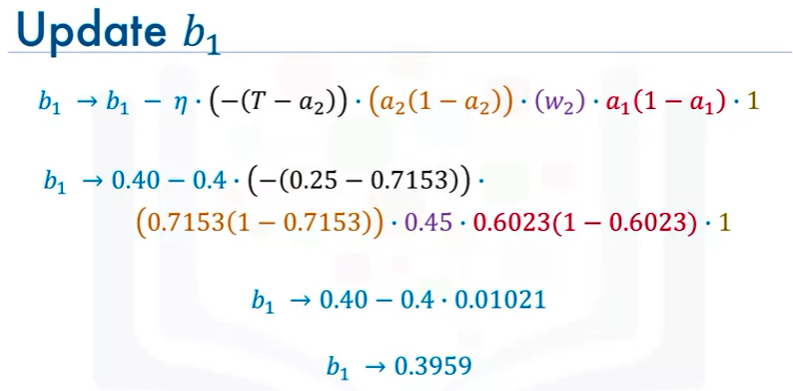 Update b₁
b₁ → b₁ − η · (−(T − a₂)) · (a₂(1 − a₂)) · (w₂) · a₁(1 − a₁) · 1
b₁ → 0.40 − 0.4 · (−(0.25 − 0.7153)) ·
(0.7153(1 − 0.7153)) · 0.45 · 0.6023(1 − 0.6023) · 1
b₁ → 0.40 − 0.4 · 0.01021
b₁ → 0.3959